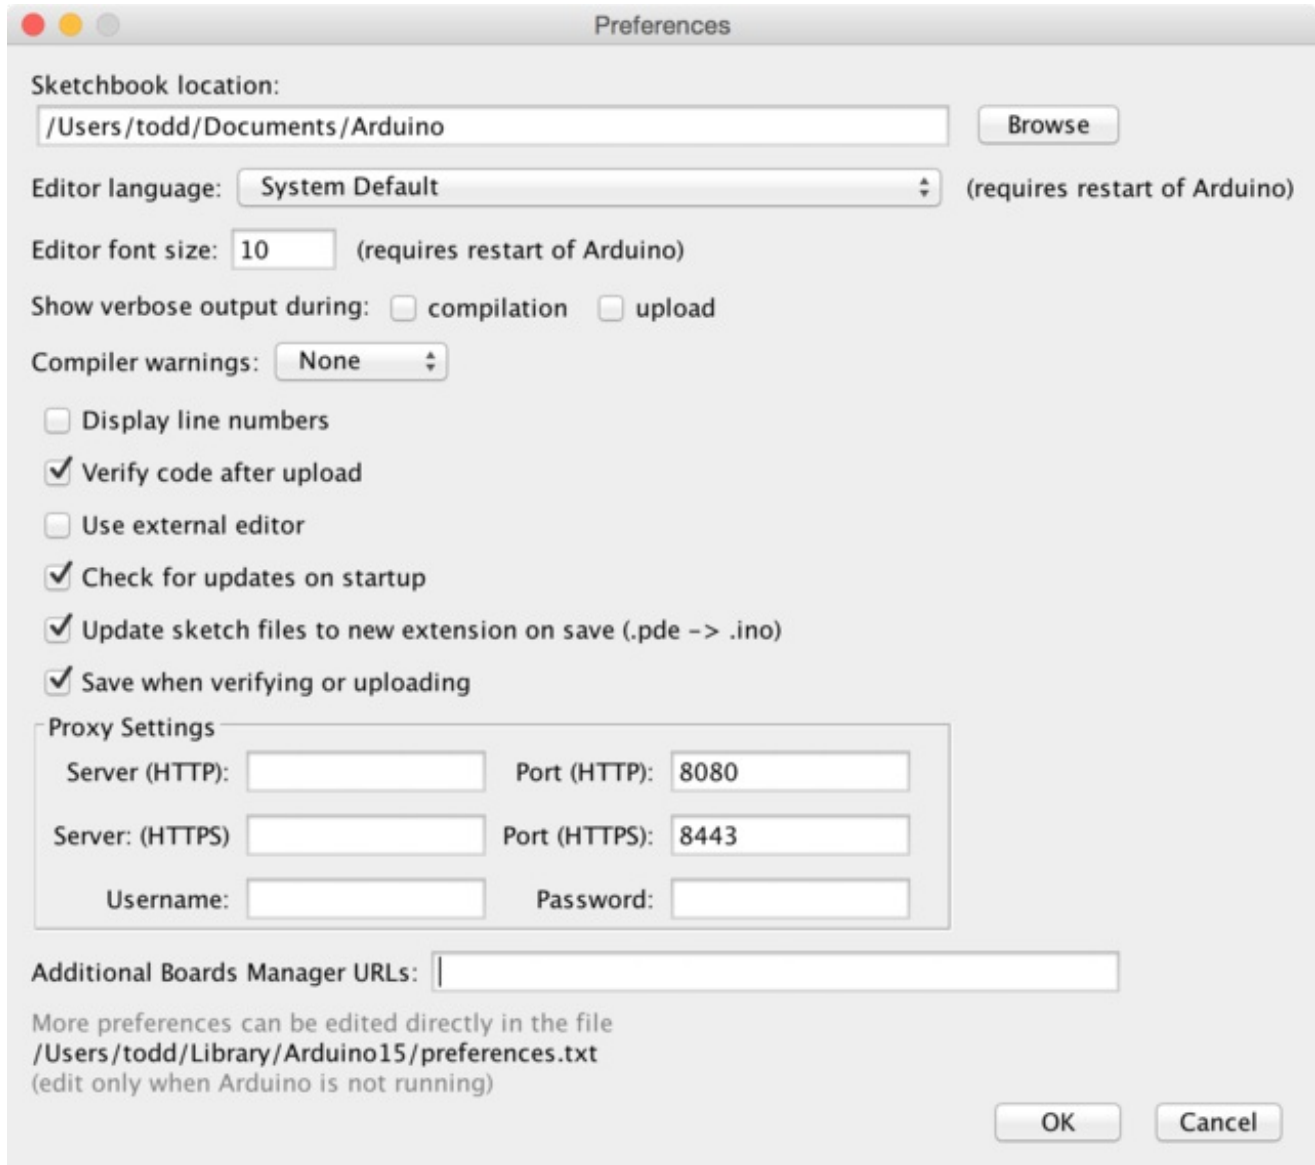 Preferences
Sketchbook location:
/Users/todd/Documents/Arduino Browse
Editor language: System Default (requires restart of Arduino)
Editor font size: 10 (requires restart of Arduino)
Show verbose output during: compilation upload
Compiler warnings: None
Display line numbers
Verify code after upload
Use external editor
Check for updates on startup
Update sketch files to new extension on save (.pde -> .ino)
Save when verifying or uploading
Proxy Settings
Server (HTTP): Port (HTTP): 8080
Server: (HTTPS) Port (HTTPS): 8443
Username: Password:
Additional Boards Manager URLs:
More preferences can be edited directly in the file
/Users/todd/Library/Arduino15/preferences.txt
(edit only when Arduino is not running)
OK Cancel